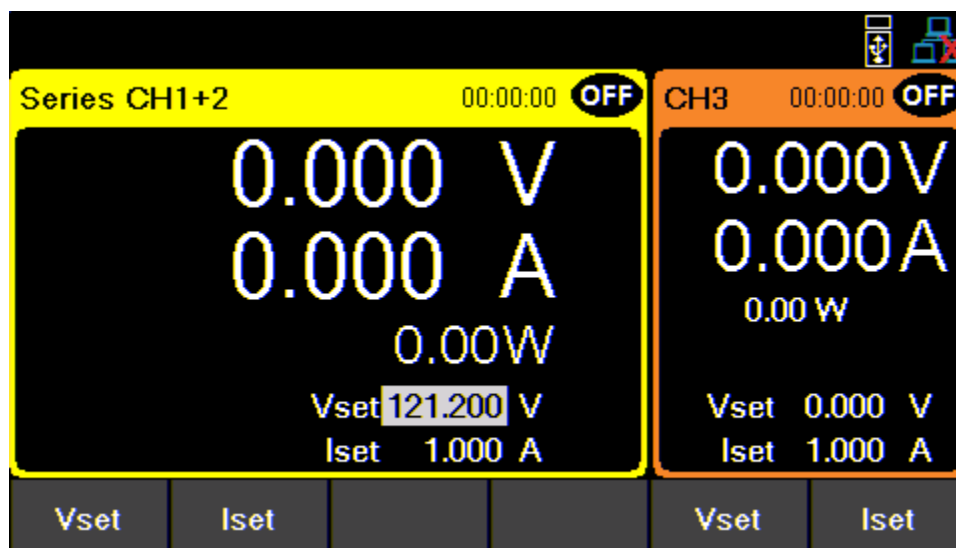 Series CH1+2 00:00:00 OFF
0.000 V
0.000 A
0.00W
Vset 121.200 V
Iset 1.000 A
CH3 00:00:00 OFF
0.000V
0.000A
0.00 W
Vset 0.000 V
Iset 1.000 A
Vset Iset Vset Iset